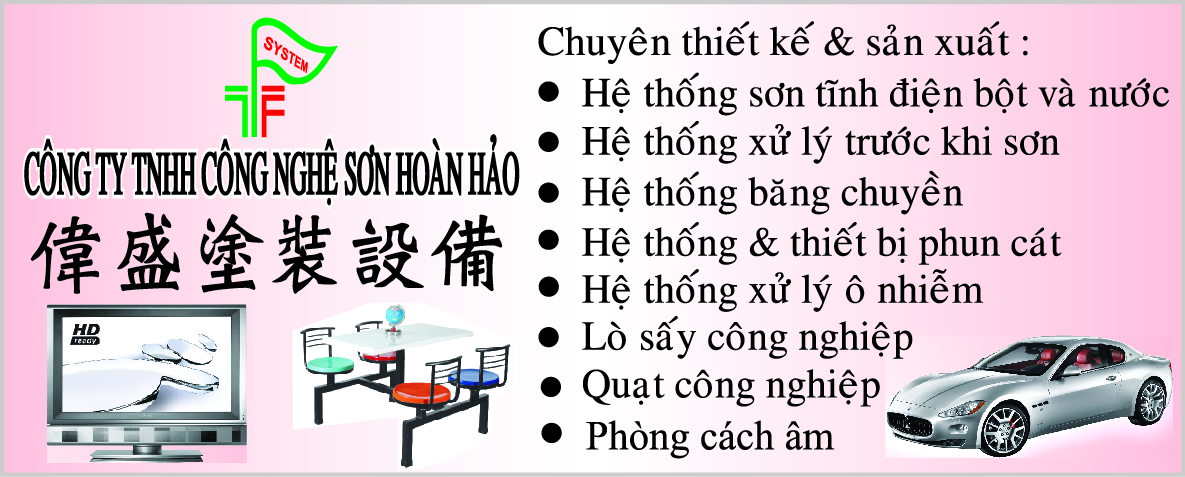 SYSTEM
TF
CÔNG TY TNHH CÔNG NGHỆ SƠN HOÀN HẢO
偉盛塗裝設備
HD
ready
Chuyên thiết kế & sản xuất :
● Hệ thống sơn tĩnh điện bột và nước
● Hệ thống xử lý trước khi sơn
● Hệ thống băng chuyền
● Hệ thống & thiết bị phun cát
● Hệ thống xử lý ô nhiễm
● Lò sấy công nghiệp
● Quạt công nghiệp
● Phòng cách âm